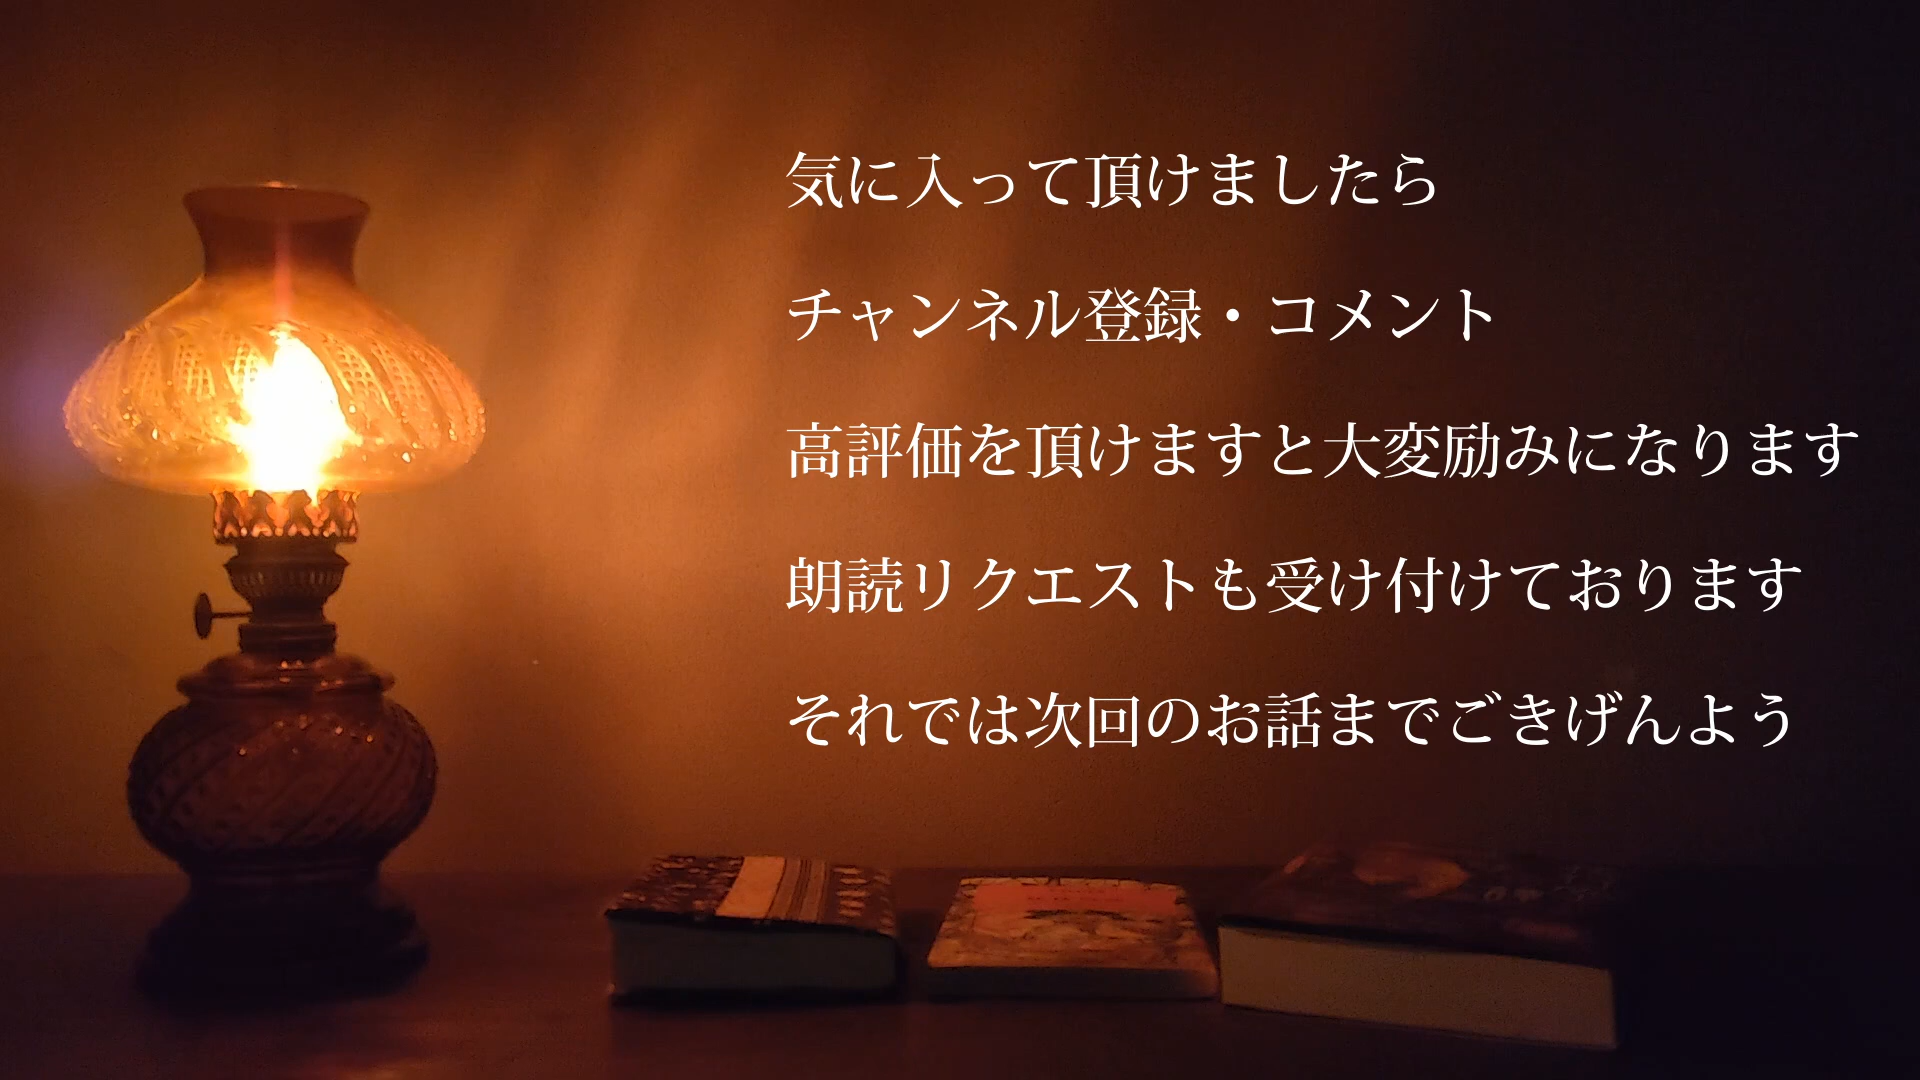 気に入って頂けましたら
チャンネル登録・コメント
高評価を頂けますと大変励みになります
朗読リクエストも受け付けております
それでは次回のお話までごきげんよう